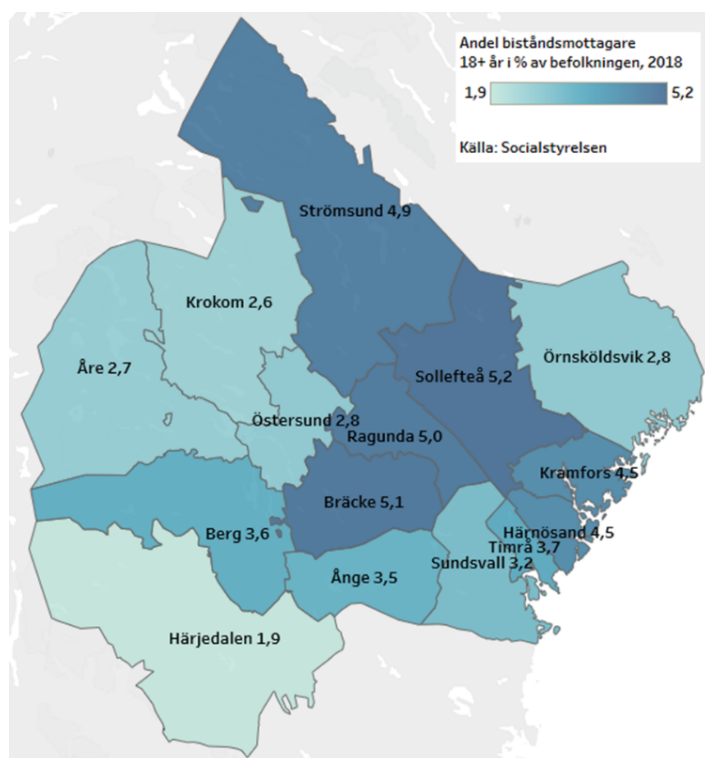 Andel biståndsmottagare
18+ år i % av befolkningen, 2018
1,9 5,2
Källa: Socialstyrelsen
Strömsund 4,9
Krokom 2,6
Åre 2,7
Örnsköldsvik 2,8
Sollefteå 5,2
Östersund 2,8
Ragunda 5,0
Kramfors 4,5
Bräcke 5,1
Berg 3,6
Härnösand 4,5
Timrå 3,7
Sundsvall 3,2
Ånge 3,5
Härjedalen 1,9